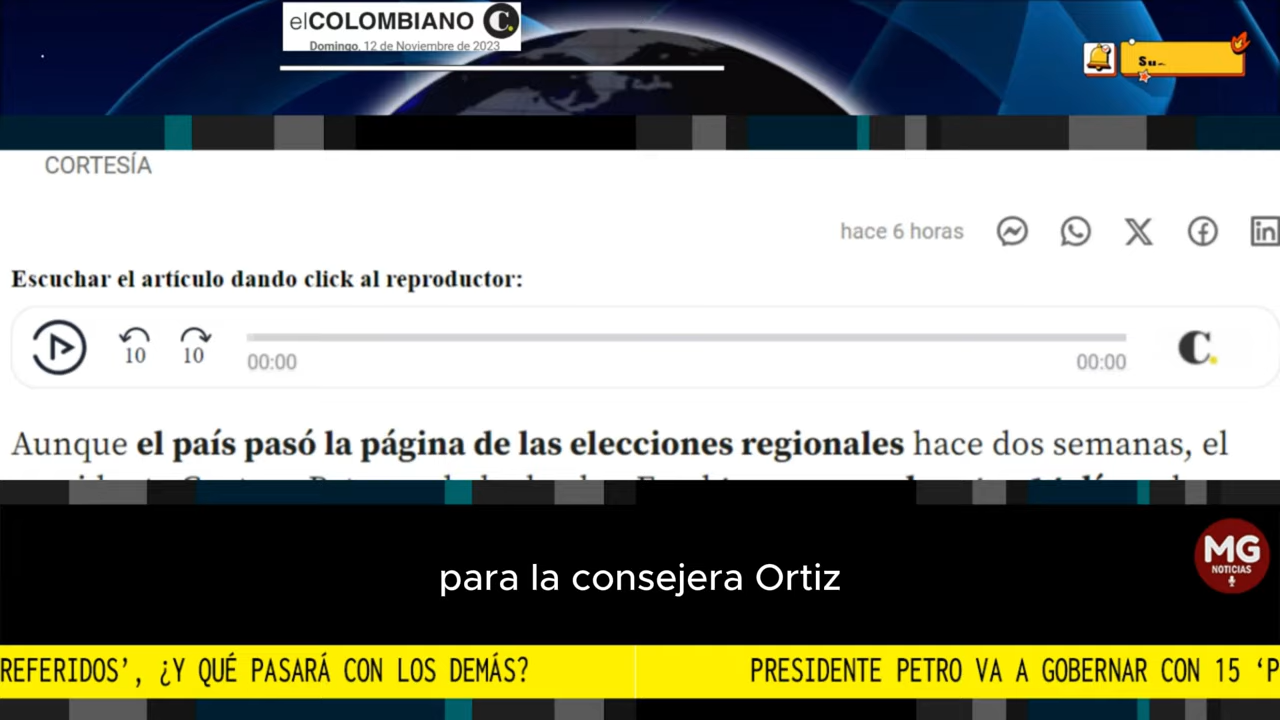 elCOLOMBIANO C.
Domingo, 12 de Noviembre de 2023
Su
CORTESÍA
hace 6 horas
Escuchar el artículo dando click al reproductor:
10 10
00:00 00:00
C.
Aunque el país pasó la página de las elecciones regionales hace dos semanas, el
para la consejera Ortiz
MG
NOTICIAS
REFERIDOS’, ¿Y QUÉ PASARÁ CON LOS DEMÁS? PRESIDENTE PETRO VA A GOBERNAR CON 15 ‘P